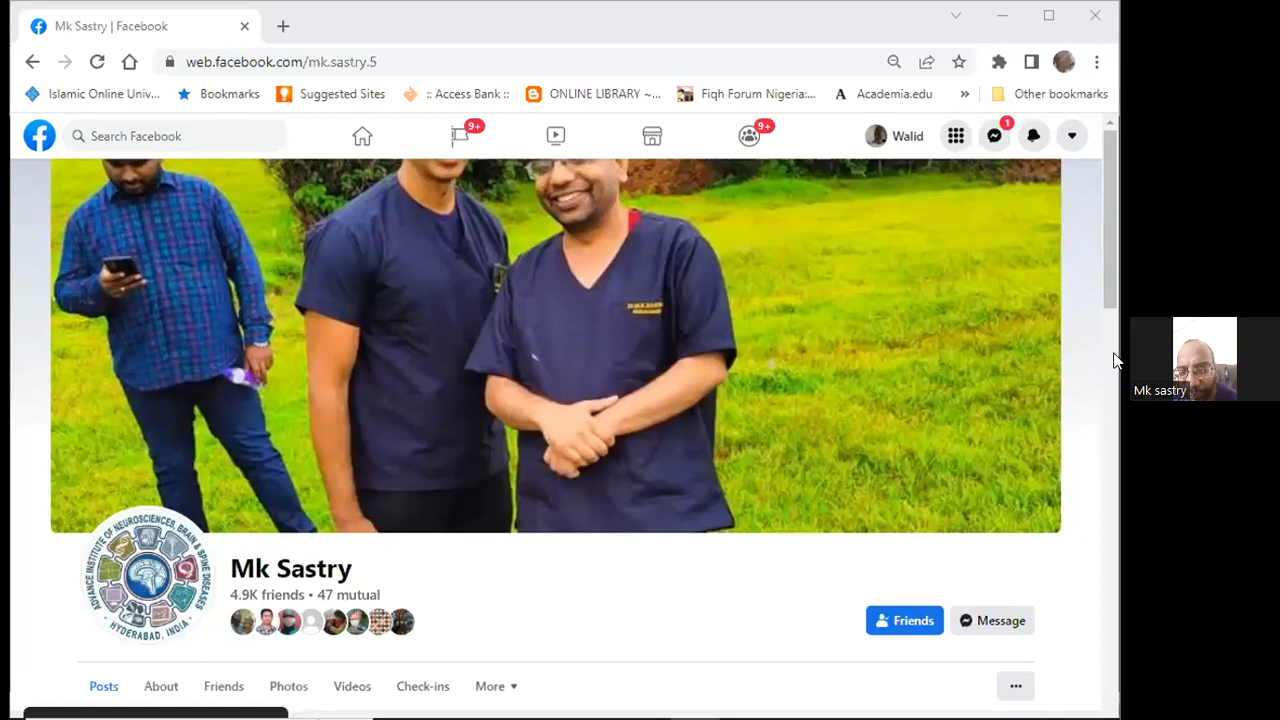 Mk Sastry | Facebook
web.facebook.com/mk.sastry.5
Islamic Online Univ...
Bookmarks
Suggested Sites
:: Access Bank ::
ONLINE LIBRARY ~...
Fiqh Forum Nigeria:...
Academia.edu
»
Other bookmarks
Search Facebook
9+
9+
Walid
1
ADVANCE INSTITUTE OF NEUROSCIENCES, BRAIN & SPINE DISEASES
HYDERABAD, INDIA
Mk Sastry
4.9K friends • 47 mutual
Friends
Message
Posts
About
Friends
Photos
Videos
Check-ins
More
Mk sastry